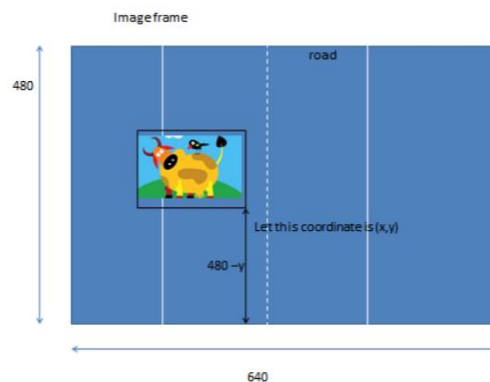 Image frame
road
480
Let this coordinate is (x,y)
480 –y
640